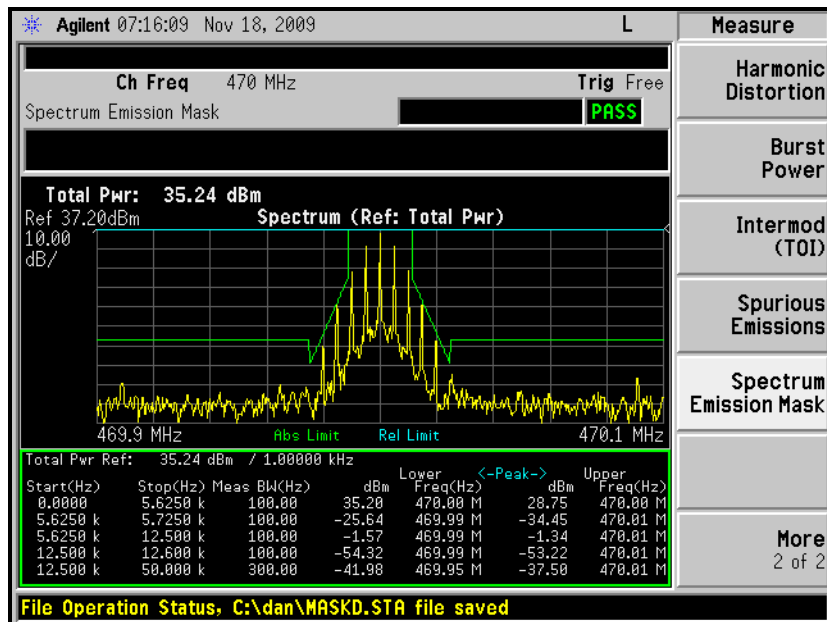 Agilent 07:16:09 Nov 18, 2009 L
Measure
Ch Freq 470 MHz Trig Free
Spectrum Emission Mask PASS
Total Pwr: 35.24 dBm
Ref 37.20dBm Spectrum (Ref: Total Pwr)
10.00
dB/
469.9 MHz Abs Limit Rel Limit 470.1 MHz
Total Pwr Ref: 35.24 dBm / 1.00000 kHz
Lower <-Peak-> Upper
Start(Hz) Stop(Hz) Meas BW(Hz) dBm Freq(Hz) dBm Freq(Hz)
0.0000 5.6250 k 100.00 35.20 470.00 M 28.75 470.00 M
5.6250 k 5.7250 k 100.00 -25.64 469.99 M -34.45 470.01 M
5.6250 k 12.500 k 100.00 -1.57 469.99 M -1.34 470.01 M
12.500 k 12.600 k 100.00 -54.32 469.99 M -53.22 470.01 M
12.500 k 50.000 k 300.00 -41.98 469.95 M -37.50 470.01 M
File Operation Status, C:\dan\MASKD.STA file saved
Harmonic
Distortion
Burst
Power
Intermod
(TOI)
Spurious
Emissions
Spectrum
Emission Mask
More
2 of 2